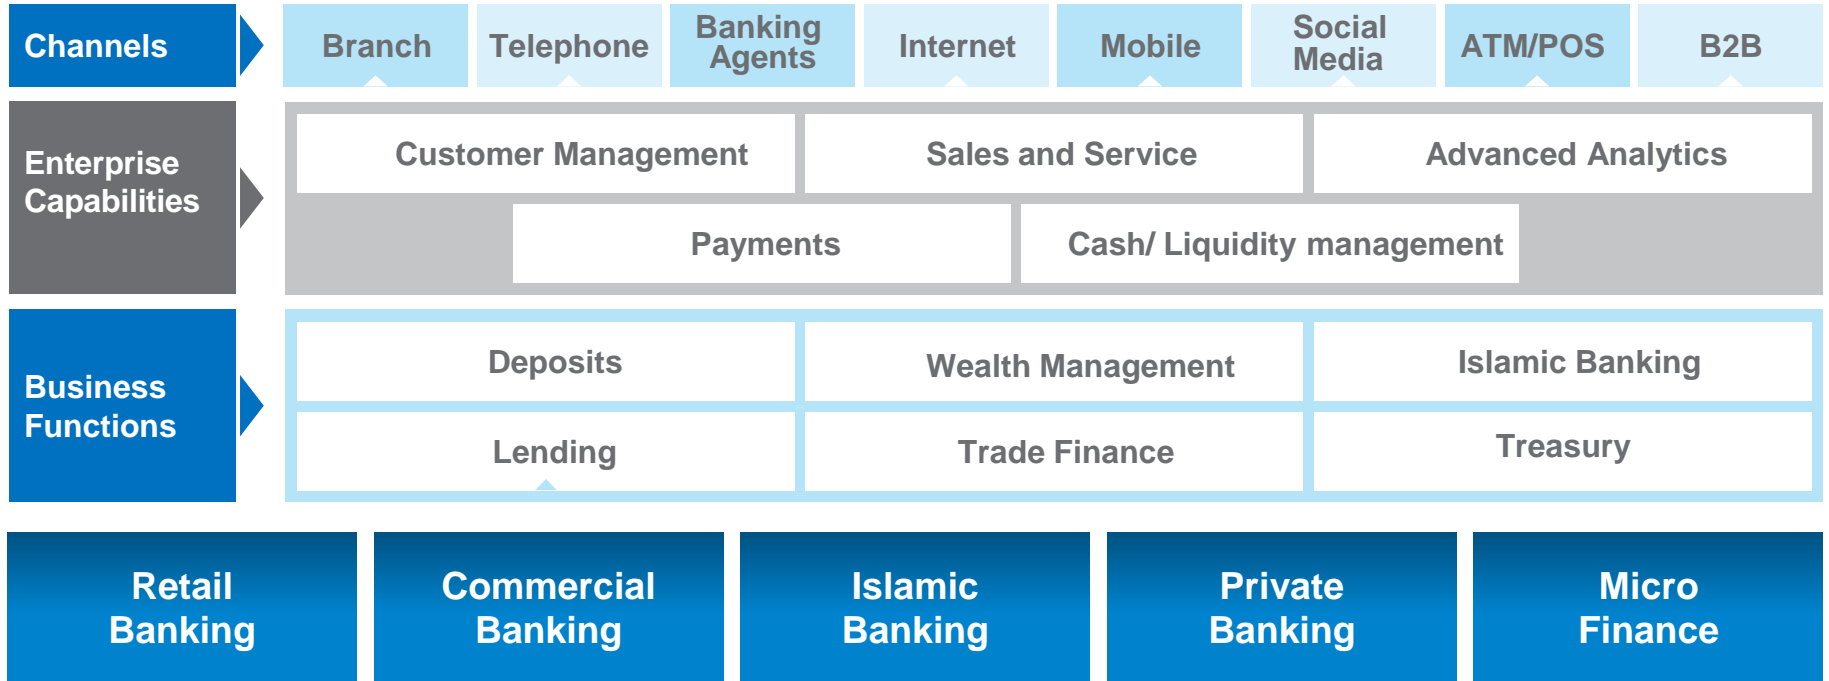 Channels
Branch
Telephone
Banking
Agents
Internet
Mobile
Social
Media
ATM/POS
B2B
Enterprise
Capabilities
Customer Management
Sales and Service
Advanced Analytics
Payments
Cash/ Liquidity management
Business
Functions
Deposits
Wealth Management
Islamic Banking
Lending
Trade Finance
Treasury
Retail
Banking
Commercial
Banking
Islamic
Banking
Private
Banking
Micro
Finance